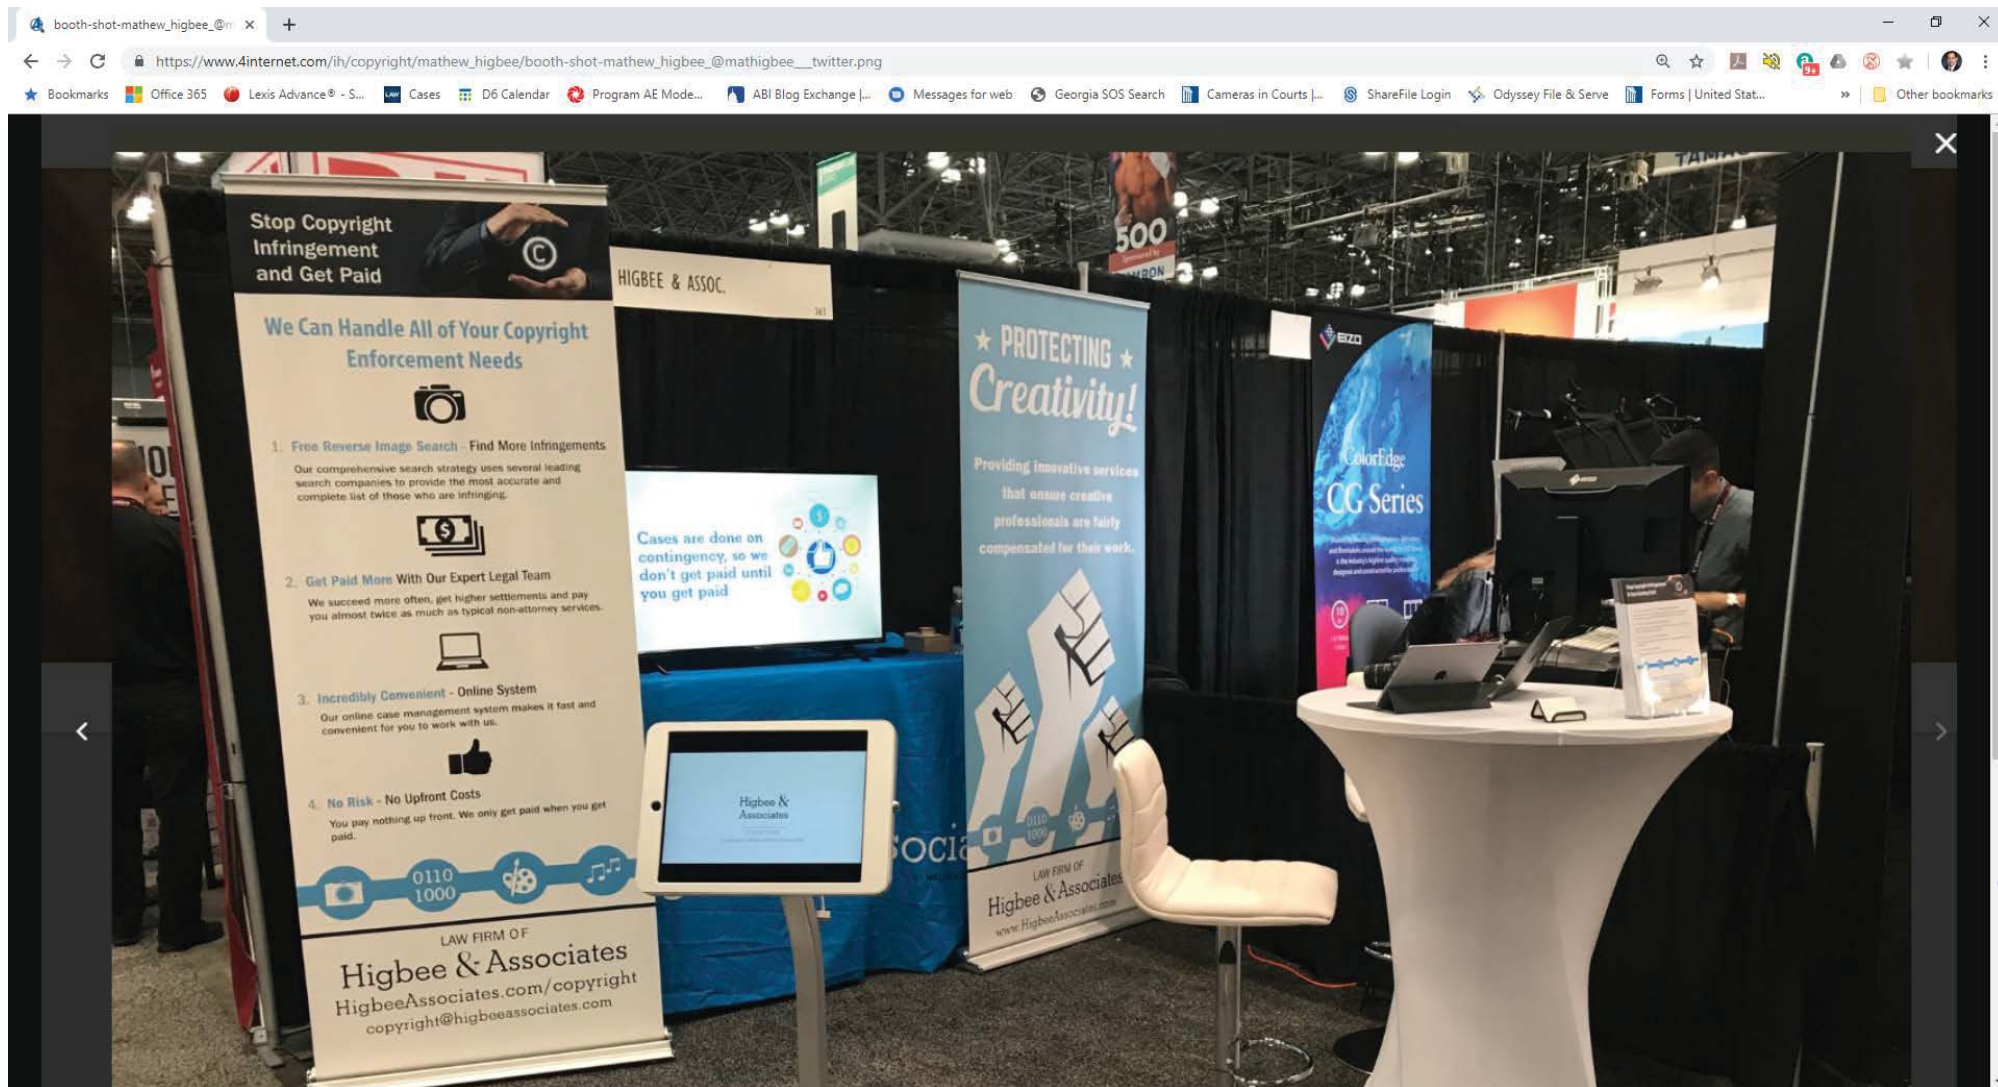 booth-shot-mathew_higbee_@m
https://www.4internet.com/ih/copyright/mathew_higbee/booth-shot-mathew_higbee_@mathigbee__twitter.png
9+
Bookmarks
Office 365
Lexis Advance® - S...
Cases
D6 Calendar
Program AE Mode...
ABI Blog Exchange |...
Messages for web
Georgia SOS Search
Cameras in Courts |...
ShareFile Login
Odyssey File & Serve
Forms | United Stat...
»
Other bookmarks
Stop Copyright
Infringement
and Get Paid
©
We Can Handle All of Your Copyright
Enforcement Needs
1. Free Reverse Image Search - Find More Infringements
Our comprehensive search strategy uses several leading
search companies to provide the most accurate and
complete list of those who are infringing.
$
2. Get Paid More With Our Expert Legal Team
We succeed more often, get higher settlements and pay
you almost twice as much as typical non-attorney services.
3. Incredibly Convenient - Online System
Our online case management system makes it fast and
convenient for you to work with us.
4. No Risk - No Upfront Costs
You pay nothing up front. We only get paid when you get
paid.
0110
1000
LAW FIRM OF
Higbee & Associates
HigbeeAssociates.com/copyright
copyright@higbeeassociates.com
HIGBEE & ASSOC.
361
Cases are done on
contingency, so we
don't get paid until
you get paid
Higbee &
Associates
PROTECTING
Creativity!
Providing innovative services
that ensure creative
professionals are fairly
compensated for their work.
0110
1000
LAW FIRM OF
Higbee & Associates
www.HigbeeAssociates.com
500
Sponsored by
TAMRON
EIZO
ColorEdge
CG Series
EIZO